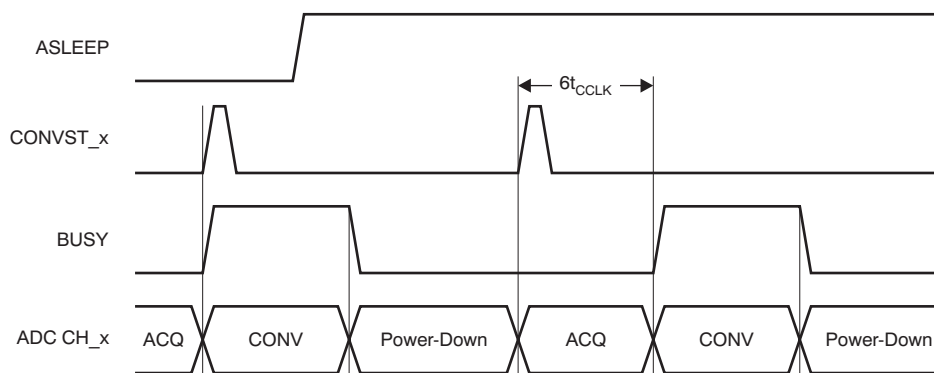 ASLEEP
6tCCLK
CONVST_x
BUSY
ADC CH_x ACQ CONV Power-Down ACQ CONV Power-Down